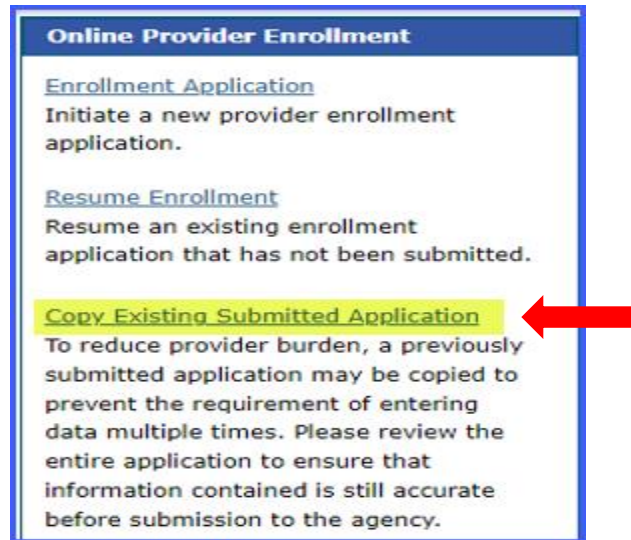 Online Provider Enrollment
Enrollment Application
Initiate a new provider enrollment
application.
Resume Enrollment
Resume an existing enrollment
application that has not been submitted.
Copy Existing Submitted Application
To reduce provider burden, a previously
submitted application may be copied to
prevent the requirement of entering
data multiple times. Please review the
entire application to ensure that
information contained is still accurate
before submission to the agency.